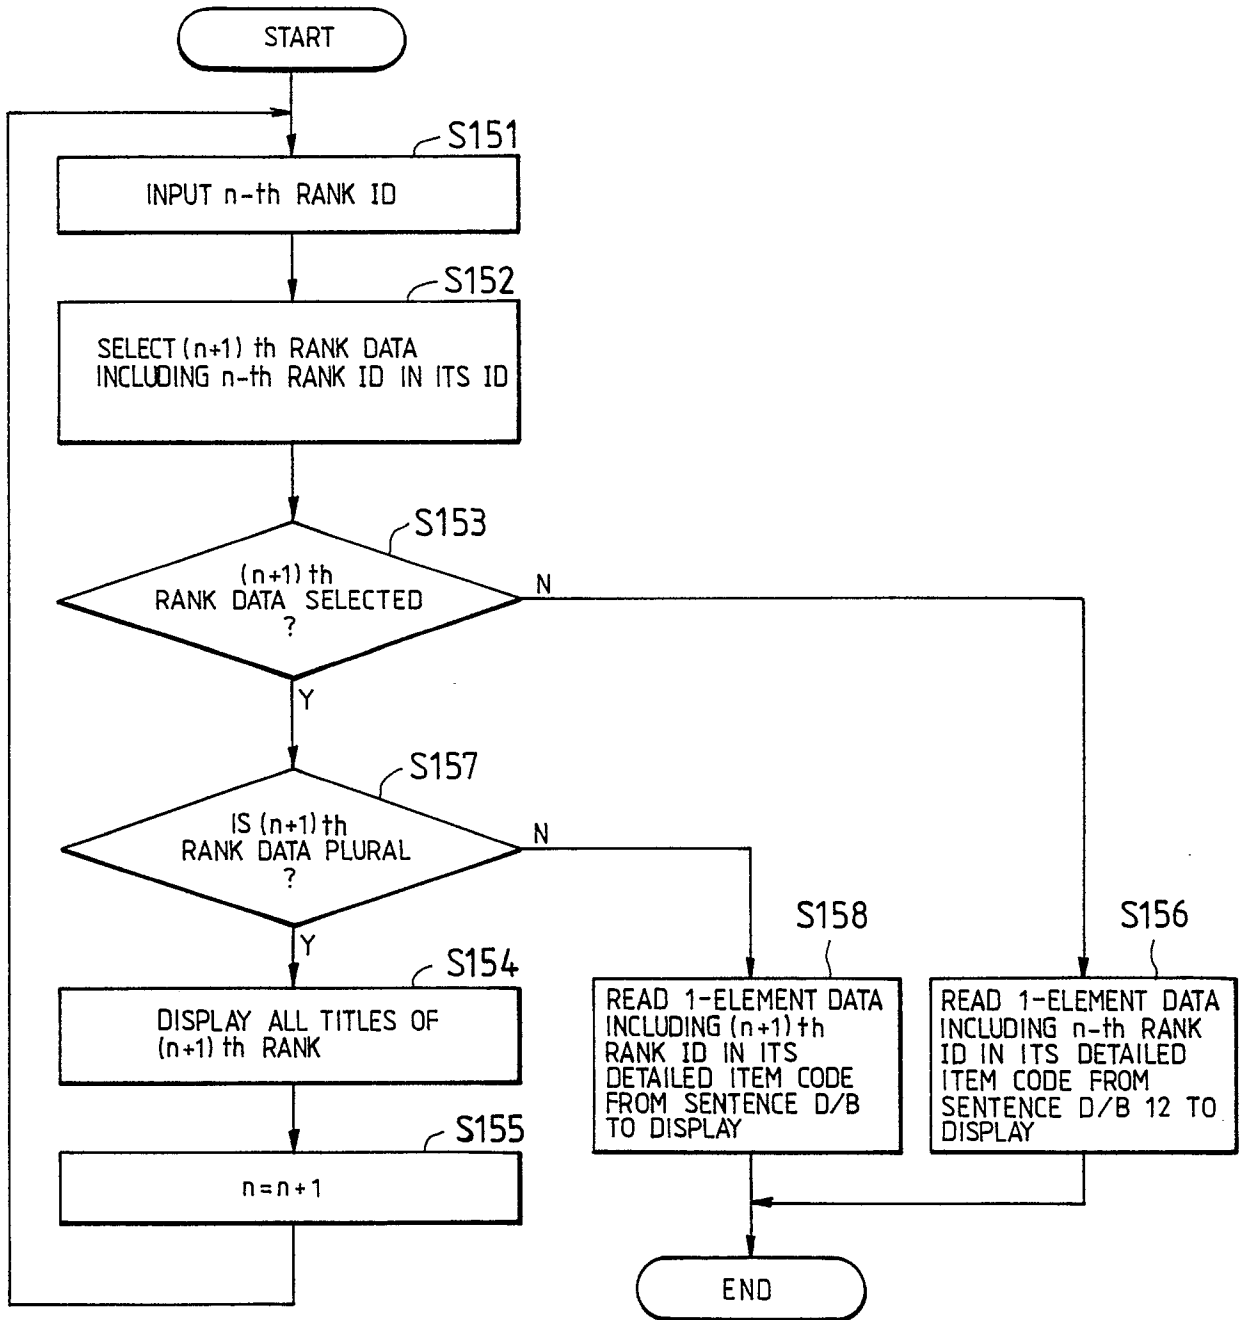 START
S151
INPUT n-th RANK ID
S152
SELECT (n+1) th RANK DATA
INCLUDING n-th RANK ID IN ITS ID
S153
(n+1) th
RANK DATA SELECTED
?
N
Y
S157
IS (n+1) th
RANK DATA PLURAL
?
N
Y
S154
DISPLAY ALL TITLES OF
(n+1) th RANK
S155
n=n+1
S158
READ 1-ELEMENT DATA
INCLUDING (n+1) th
RANK ID IN ITS
DETAILED ITEM CODE
FROM SENTENCE D/B
TO DISPLAY
S156
READ 1-ELEMENT DATA
INCLUDING n-th RANK
ID IN ITS DETAILED
ITEM CODE FROM
SENTENCE D/B 12 TO
DISPLAY
END